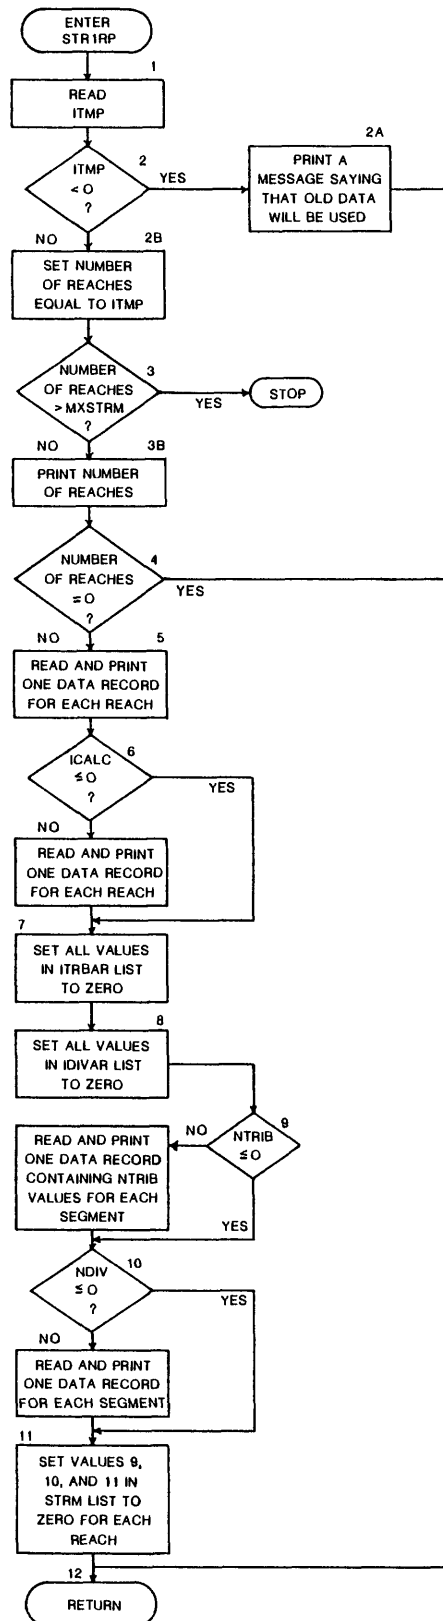 ENTER
STR1RP
1
READ
ITMP
2
ITMP
< O
?
YES
NO
2A
PRINT A
MESSAGE SAYING
THAT OLD DATA
WILL BE USED
2B
SET NUMBER
OF REACHES
EQUAL TO ITMP
3
NUMBER
OF REACHES
> MXSTRM
?
YES
STOP
NO
3B
PRINT NUMBER
OF REACHES
4
NUMBER
OF REACHES
≤ O
?
YES
NO
5
READ AND PRINT
ONE DATA RECORD
FOR EACH REACH
6
ICALC
≤ O
?
YES
NO
READ AND PRINT
ONE DATA RECORD
FOR EACH REACH
7
SET ALL VALUES
IN ITRBAR LIST
TO ZERO
8
SET ALL VALUES
IN IDIVAR LIST
TO ZERO
9
NTRIB
≤ O
NO
READ AND PRINT
ONE DATA RECORD
CONTAINING NTRIB
VALUES FOR EACH
SEGMENT
YES
10
NDIV
≤ O
?
YES
NO
READ AND PRINT
ONE DATA RECORD
FOR EACH SEGMENT
11
SET VALUES 9,
10, AND 11 IN
STRM LIST TO
ZERO FOR EACH
REACH
12
RETURN